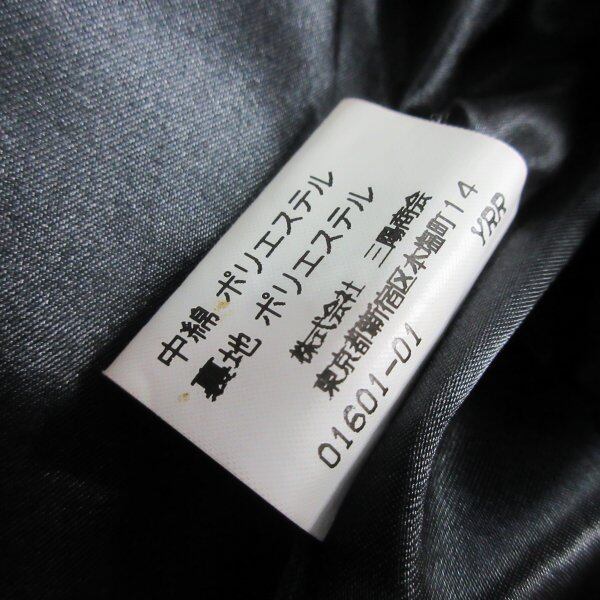 中綿 ポリエステル
裏地 ポリエステル
株式会社 三陽商会
東京都新宿区本塩町14
01601-01 YRP